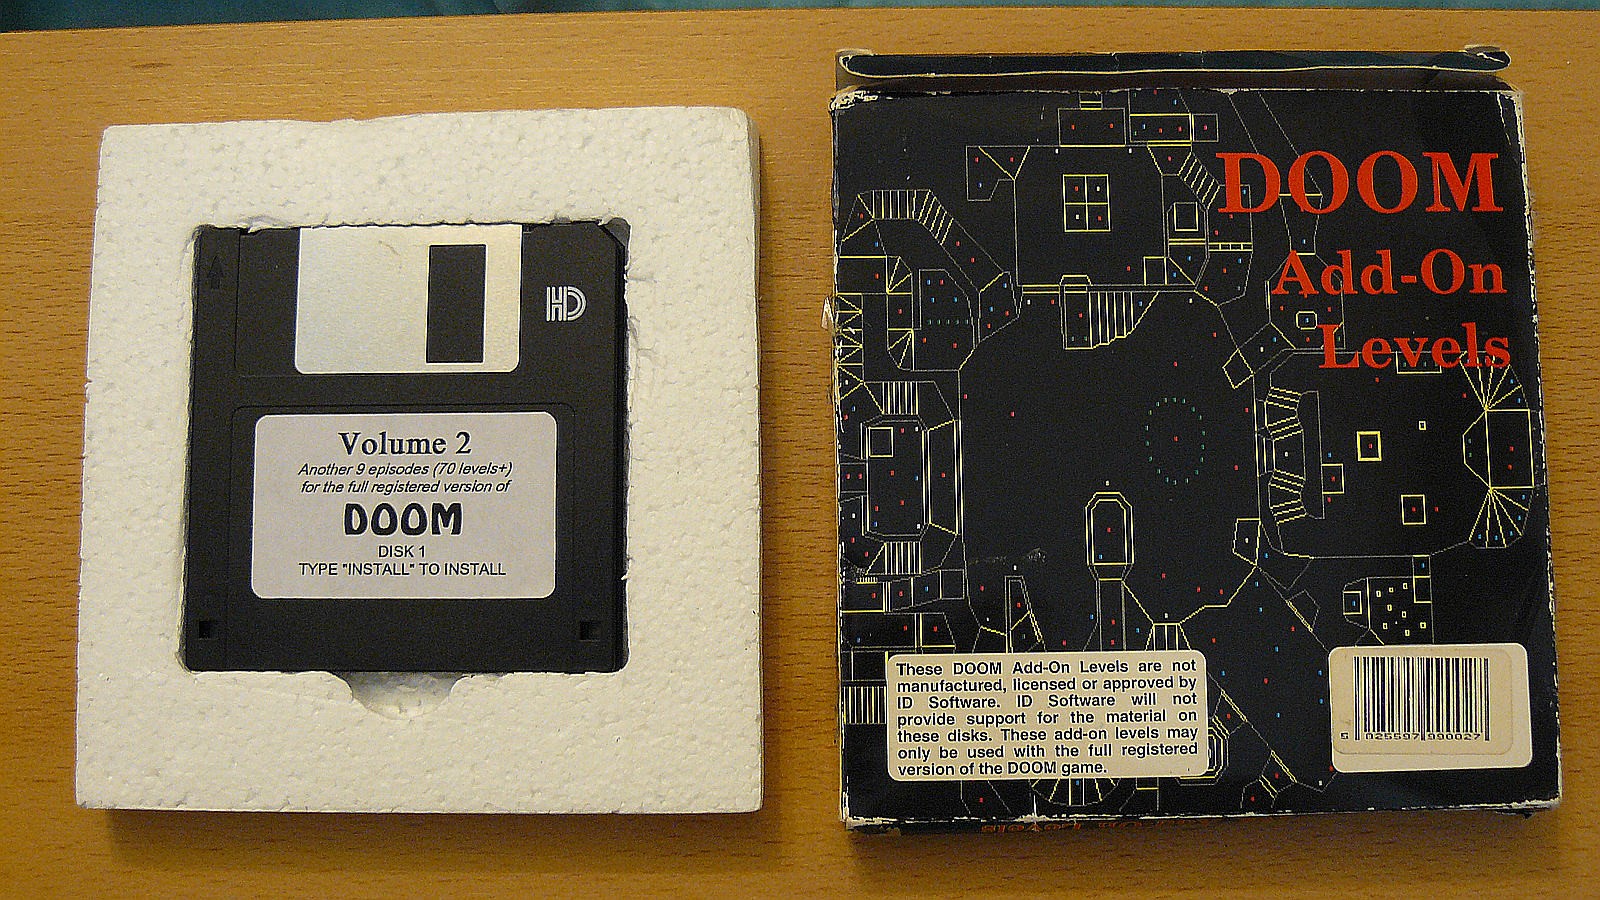 HD
Volume 2
Another 9 episodes (70 levels+)
for the full registered version of
DOOM
DISK 1
TYPE "INSTALL" TO INSTALL
DOOM
Add-On
Levels
These DOOM Add-On Levels are not
manufactured, licensed or approved by
ID Software. ID Software will not
provide support for the material on
these disks. These add-on levels may
only be used with the full registered
version of the DOOM game.
5 025597 990027